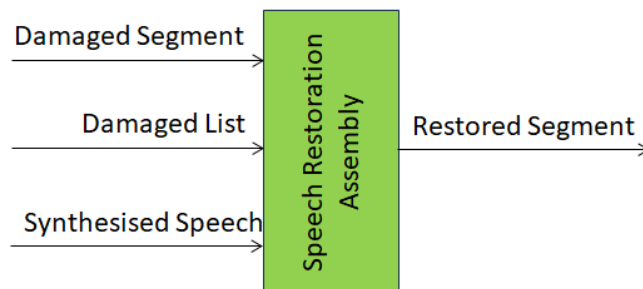 Damaged Segment
Damaged List
Synthesised Speech
Speech Restoration
Assembly
Restored Segment